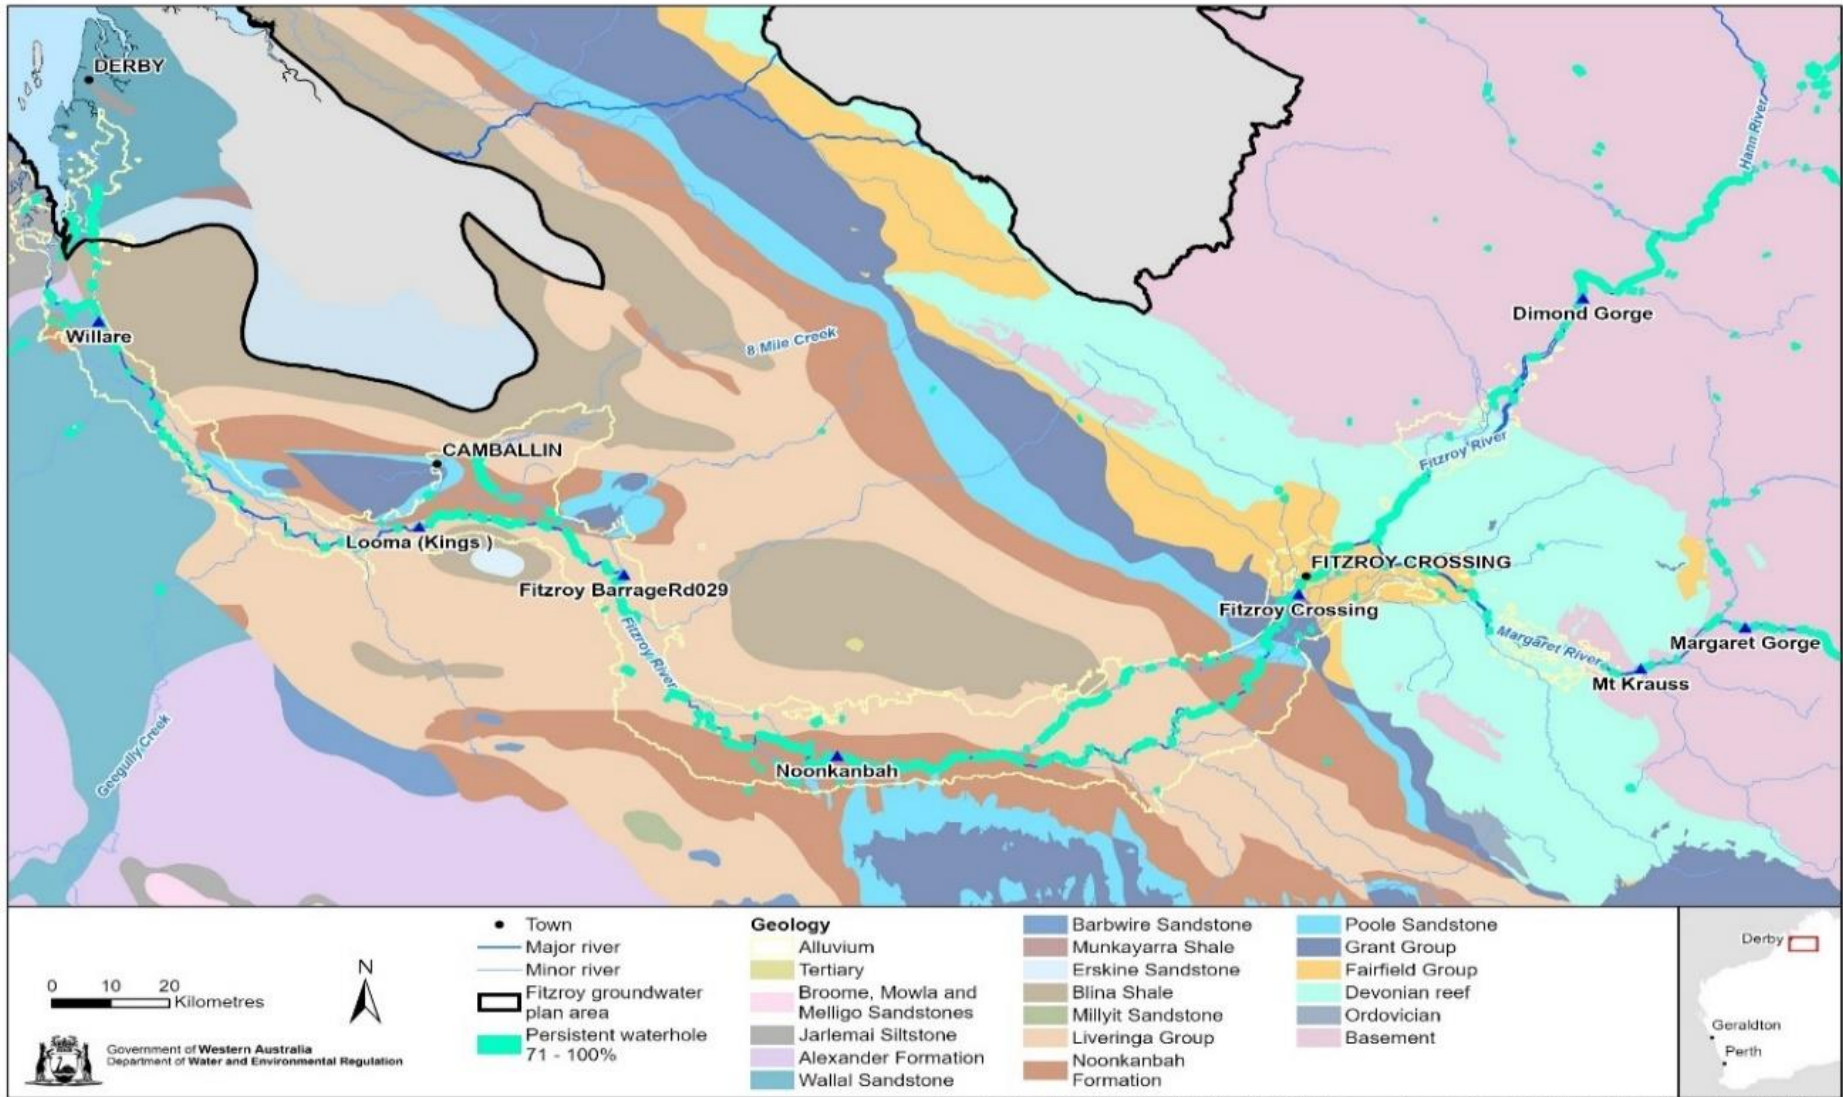 DERBY
Hann River
Dimond Gorge
Willare
8 Mile Creek
CAMBALLIN
Fitzroy River
Looma (Kings )
FITZROY CROSSING
Fitzroy BarrageRd029
Fitzroy Crossing
Fitzroy River
Margaret River
Margaret Gorge
Mt Krauss
Geegully Creek
Noonkanbah
0 10 20
Kilometres
N
Government of Western Australia
Department of Water and Environmental Regulation
Town
Major river
Minor river
Fitzroy groundwater
plan area
Persistent waterhole
71 - 100%
Geology
Alluvium
Tertiary
Broome, Mowla and
Melligo Sandstones
Jarlemai Siltstone
Alexander Formation
Wallal Sandstone
Barbwire Sandstone
Munkayarra Shale
Erskine Sandstone
Blina Shale
Millyit Sandstone
Liveringa Group
Noonkanbah
Formation
Poole Sandstone
Grant Group
Fairfield Group
Devonian reef
Ordovician
Basement
Derby
Geraldton
Perth